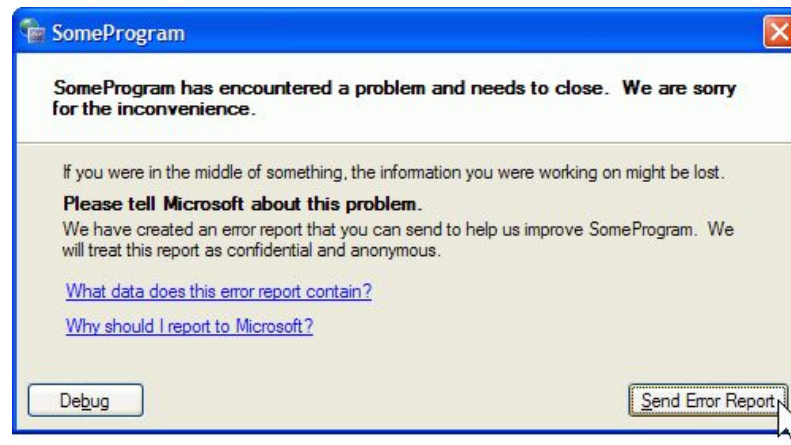 SomeProgram
SomeProgram has encountered a problem and needs to close.  We are sorry
for the inconvenience.
If you were in the middle of something, the information you were working on might be lost.
Please tell Microsoft about this problem.
We have created an error report that you can send to help us improve SomeProgram.  We
will treat this report as confidential and anonymous.
What data does this error report contain?
Why should I report to Microsoft?
Debug
Send Error Report